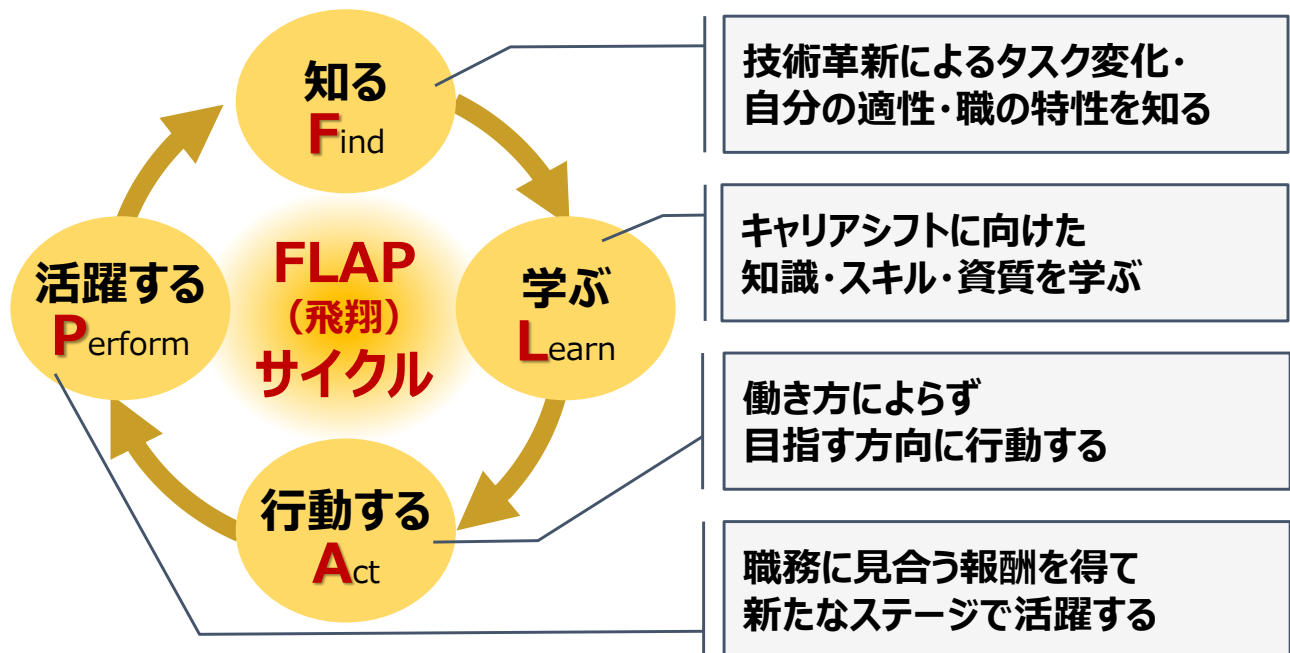 知る
Find
技術革新によるタスク変化・
自分の適性・職の特性を知る
学ぶ
Learn
キャリアシフトに向けた
知識・スキル・資質を学ぶ
行動する
Act
働き方によらず
目指す方向に行動する
活躍する
Perform
職務に見合う報酬を得て
新たなステージで活躍する
FLAP
（飛翔）
サイクル